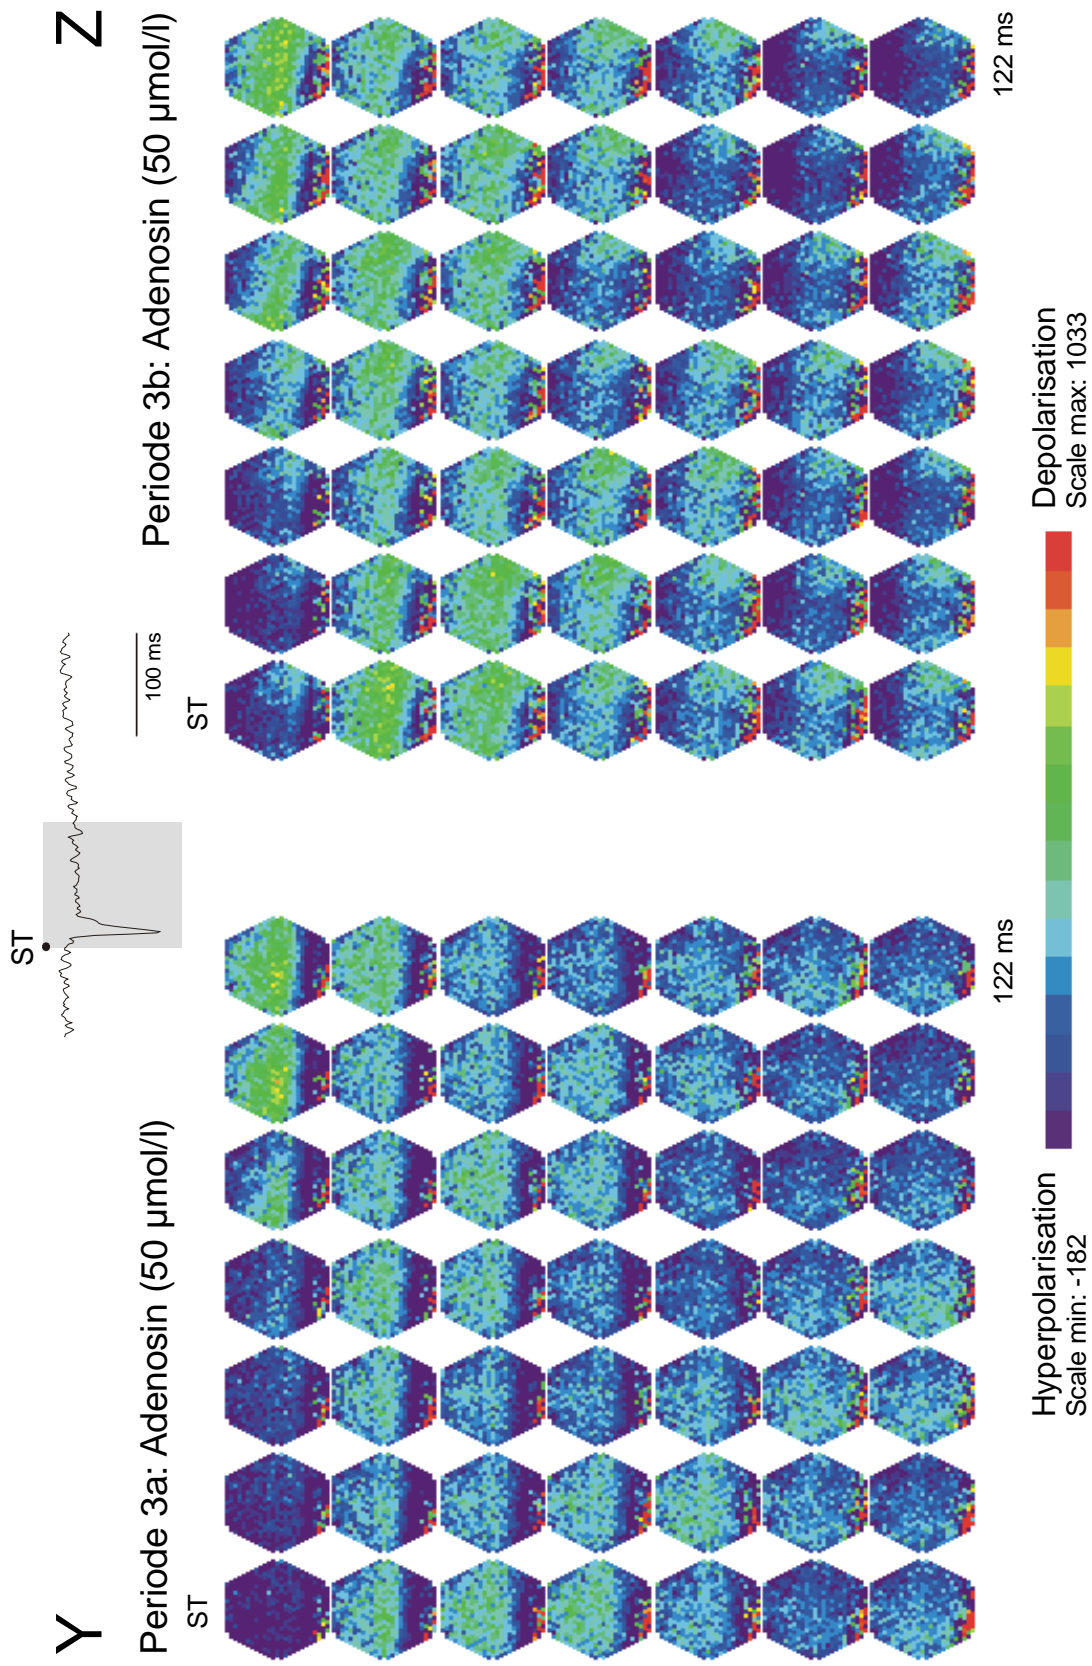 Y
Z
ST
100 ms
Periode 3a: Adenosin (50 µmol/l)
Periode 3b: Adenosin (50 µmol/l)
ST
ST
122 ms
122 ms
Hyperpolarisation
Scale min: -182
Depolarisation
Scale max: 1033